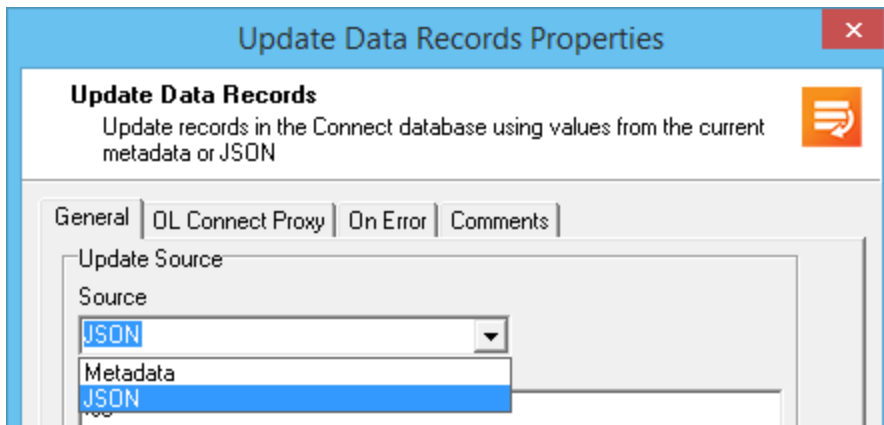 Update Data Records Properties
Update Data Records
Update records in the Connect database using values from the current
metadata or JSON
General
OL Connect Proxy
On Error
Comments
Update Source
Source
JSON
Metadata
JSON